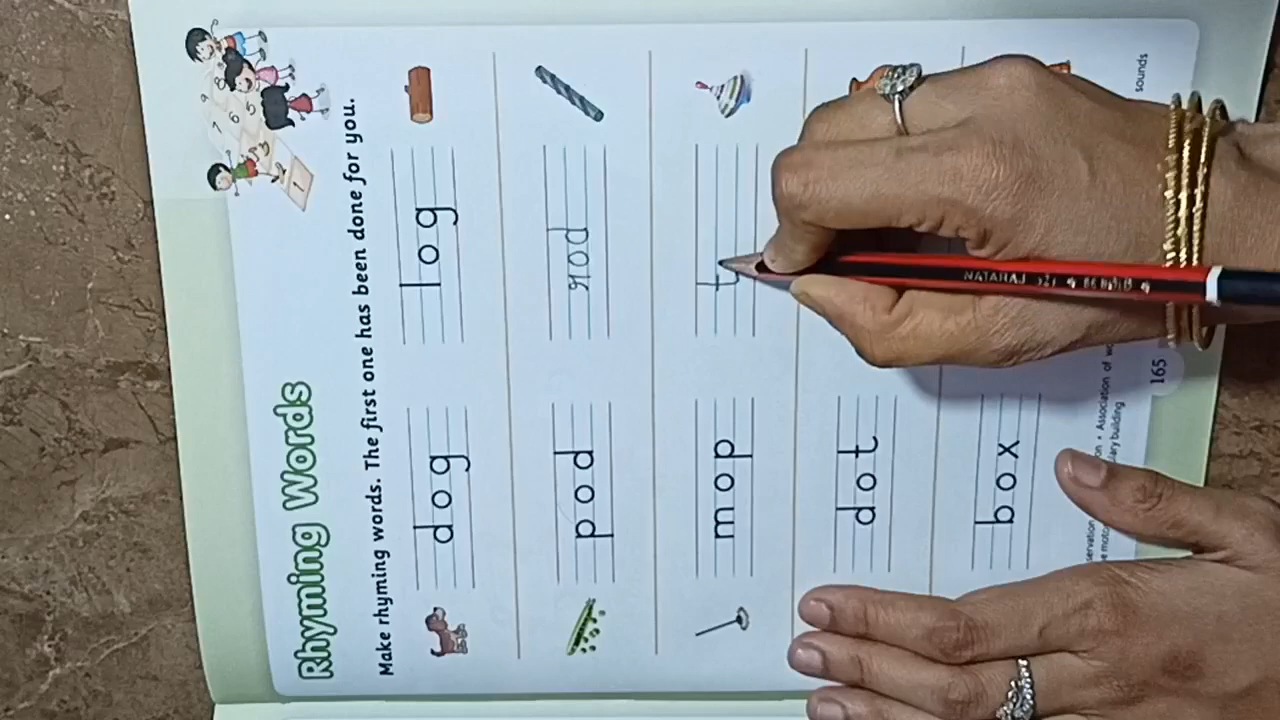 Rhyming Words
Make rhyming words. The first one has been done for you.
dog log
pod rod
mop t
dot
box
165
sounds
NATARAJ